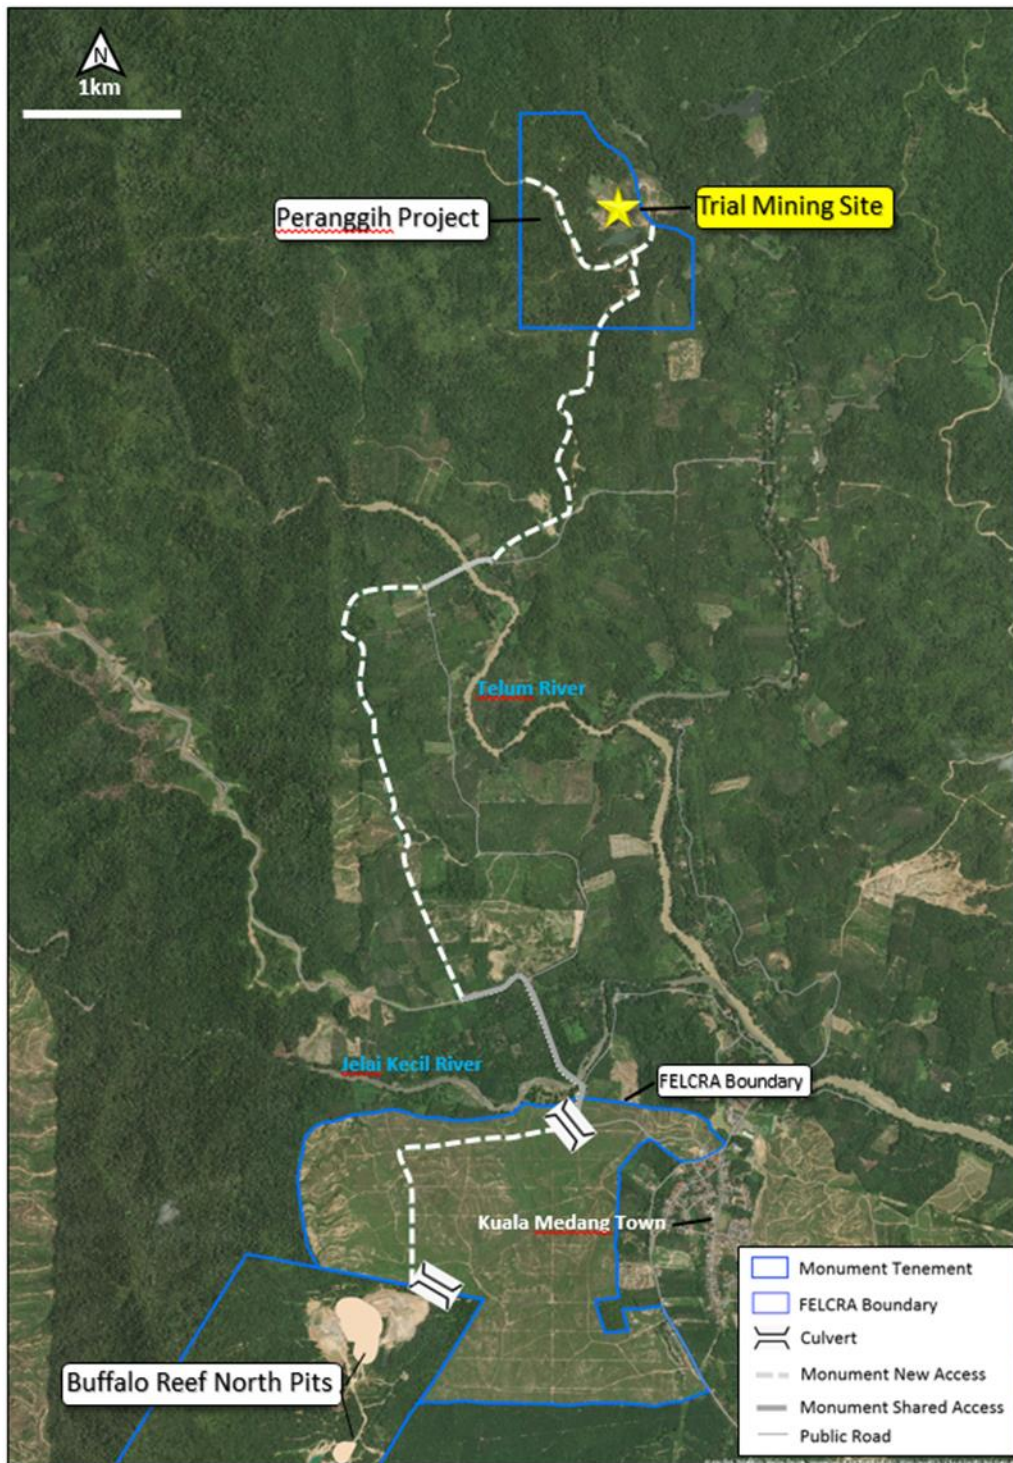 N
1km
Peranggih Project
Trial Mining Site
Telum River
Jelai Kecil River
FELCRA Boundary
Kuala Medang Town
Buffalo Reef North Pits
Monument Tenement
FELCRA Boundary
Culvert
Monument New Access
Monument Shared Access
Public Road